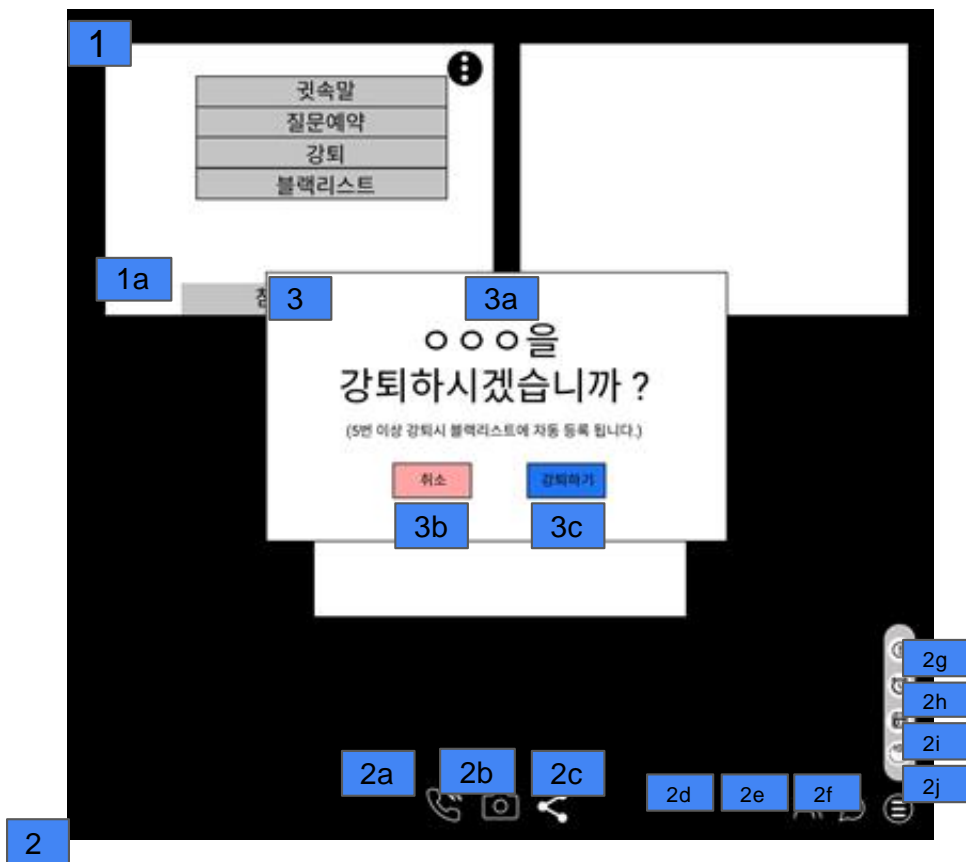 1
귓속말
질문예약
강퇴
블랙리스트
1a
3
3a
ㅇㅇㅇ을
강퇴하시겠습니까 ?
(5번 이상 강퇴시 블랙리스트에 자동 등록 됩니다.)
취소
강퇴하기
3b
3c
2g
2h
2i
2j
2a
2b
2c
2d
2e
2f
2